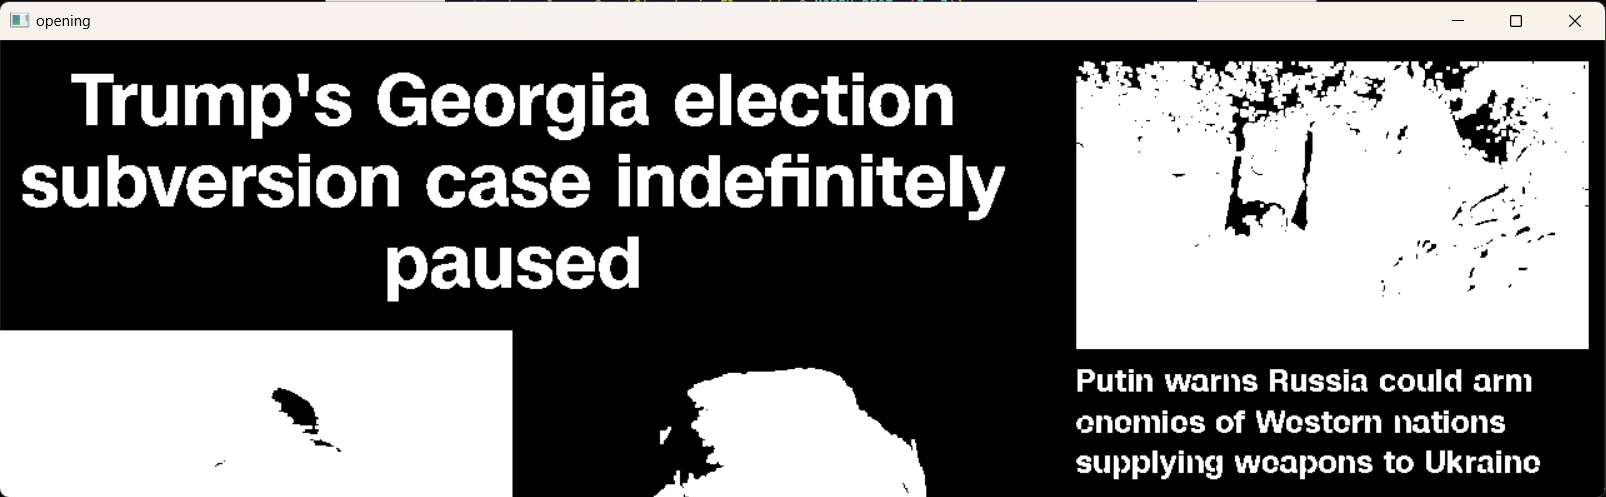 opening
Trump's Georgia election
subversion case indefinitely
paused
Putin warns Russia could arm
enemies of Western nations
supplying weapons to Ukraine